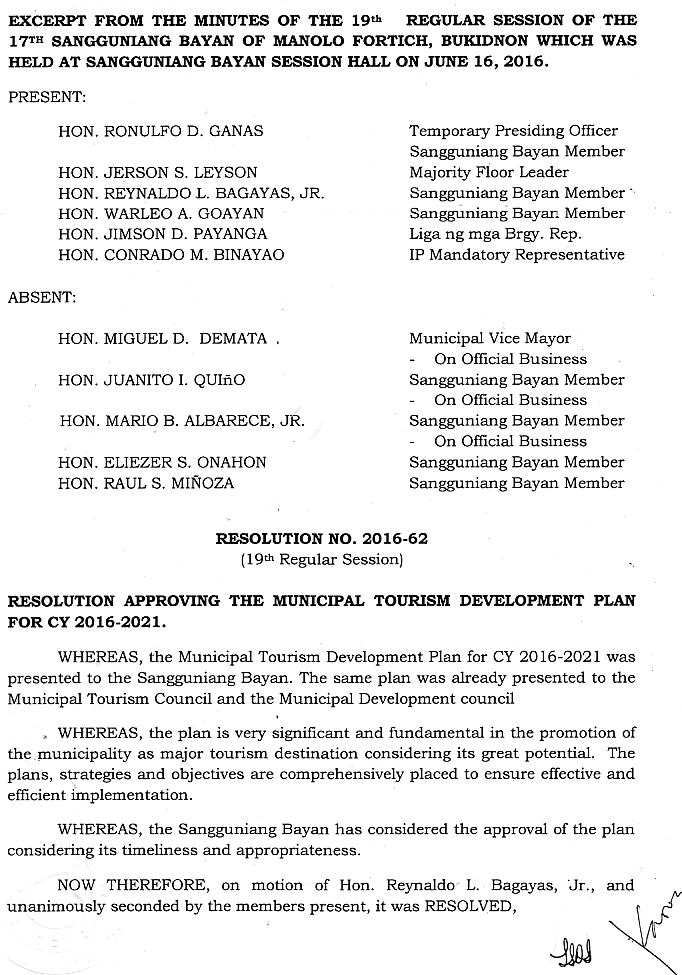 EXCERPT FROM THE MINUTES OF THE 19th REGULAR SESSION OF THE
17TH SANGGUNIANG BAYAN OF MANOLO FORTICH, BUKIDNON WHICH WAS
HELD AT SANGGUNIANG BAYAN SESSION HALL ON JUNE 16, 2016.
PRESENT:
HON. RONULFO D. GANAS Temporary Presiding Officer
Sangguniang Bayan Member
HON. JERSON S. LEYSON Majority Floor Leader
HON. REYNALDO L. BAGAYAS, JR. Sangguniang Bayan Member
HON. WARLEO A. GOAYAN Sangguniang Bayan Member
HON. JIMSON D. PAYANGA Liga ng mga Brgy. Rep.
HON. CONRADO M. BINAYAO IP Mandatory Representative
ABSENT:
HON. MIGUEL D. DEMATA Municipal Vice Mayor
- On Official Business
HON. JUANITO I. QUIñO Sangguniang Bayan Member
- On Official Business
HON. MARIO B. ALBARECE, JR. Sangguniang Bayan Member
- On Official Business
HON. ELIEZER S. ONAHON Sangguniang Bayan Member
HON. RAUL S. MIÑOZA Sangguniang Bayan Member
RESOLUTION NO. 2016-62
(19th Regular Session)
RESOLUTION APPROVING THE MUNICIPAL TOURISM DEVELOPMENT PLAN
FOR CY 2016-2021.
WHEREAS, the Municipal Tourism Development Plan for CY 2016-2021 was
presented to the Sangguniang Bayan. The same plan was already presented to the
Municipal Tourism Council and the Municipal Development council
WHEREAS, the plan is very significant and fundamental in the promotion of
the municipality as major tourism destination considering its great potential. The
plans, strategies and objectives are comprehensively placed to ensure effective and
efficient implementation.
WHEREAS, the Sangguniang Bayan has considered the approval of the plan
considering its timeliness and appropriateness.
NOW THEREFORE, on motion of Hon. Reynaldo L. Bagayas, Jr., and
unanimously seconded by the members present, it was RESOLVED,